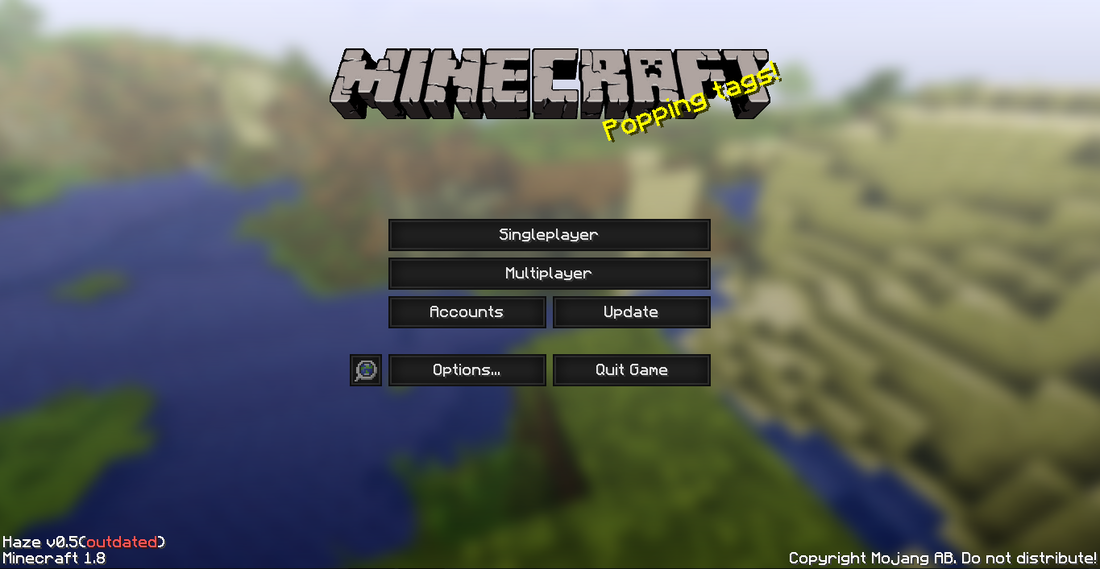 MINECRAFT
Popping tags!
Singleplayer
Multiplayer
Accounts
Update
Options...
Quit Game
Haze v0.5(outdated)
Minecraft 1.8
Copyright Mojang AB. Do not distribute!